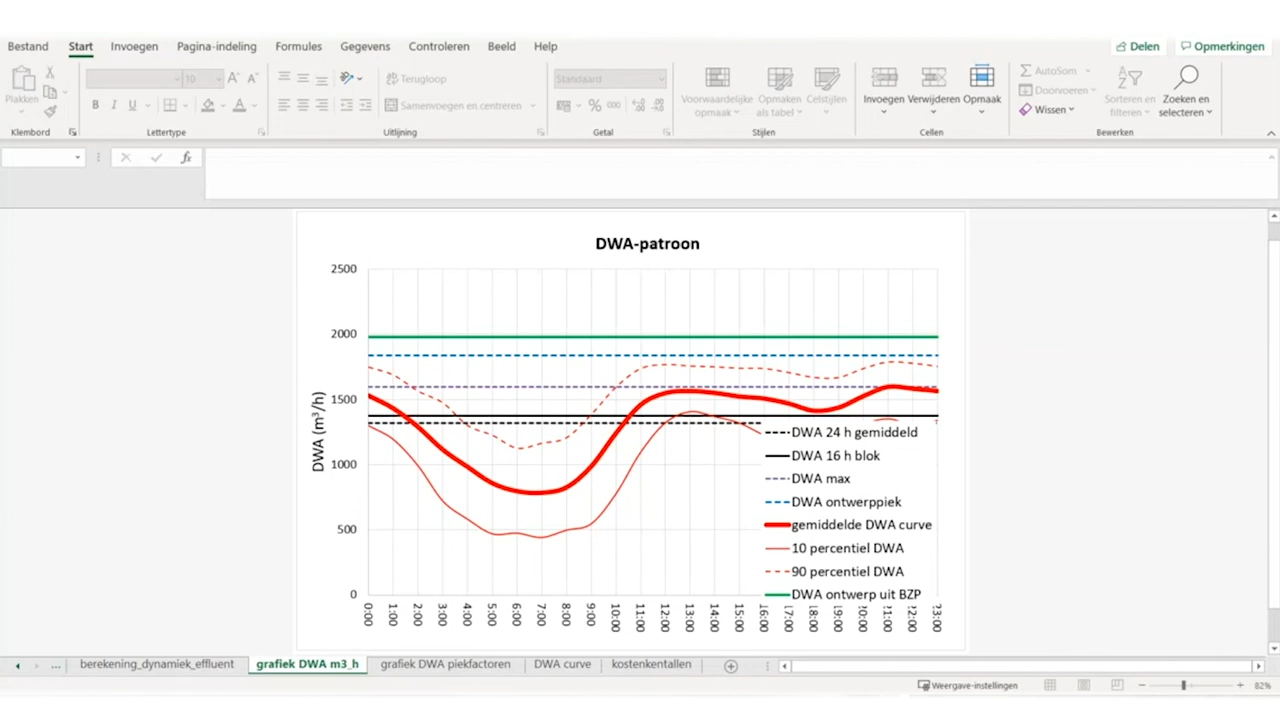 Bestand Start Invoegen Pagina-indeling Formules Gegevens Controleren Beeld Help Delen Opmerkingen
Plakken
10
A A
B I U A
Terugloop
Samenvoegen en centreren
Standaard
% 000
Voorwaardelijke opmaak
Opmaken als tabel
Celstijlen
Invoegen Verwijderen Opmaak
AutoSom
Doorvoeren
Wissen
Sorteren en filteren
Zoeken en selecteren
Klembord Lettertype Uitlijning Getal Stijlen Cellen Bewerken
fx
DWA-patroon
2500
2000
1500
1000
500
0
DWA (m³/h)
DWA 24 h gemiddeld
DWA 16 h blok
DWA max
DWA ontwerppiek
gemiddelde DWA curve
10 percentiel DWA
90 percentiel DWA
DWA ontwerp uit BZP
0:00 1:00 2:00 3:00 4:00 5:00 6:00 7:00 8:00 9:00 10:00 11:00 12:00 13:00 14:00 15:00 16:00 17:00 18:00 19:00 20:00 21:00 22:00 23:00
... berekening_dynamiek_effluent grafiek DWA m3_h grafiek DWA piekfactoren DWA curve kostenkentallen
Weergave-instellingen 82%